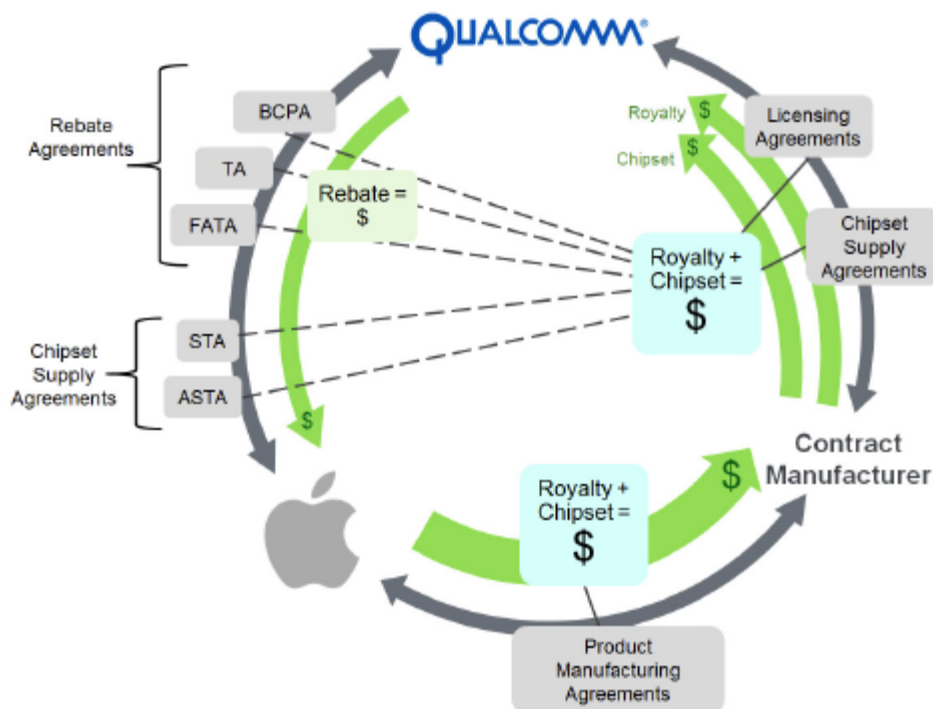 QUALCOMM®
Rebate
Agreements
BCPA
TA
FATA
Rebate =
$
Royalty
$
Chipset
$
Licensing
Agreements
Chipset
Supply
Agreements
Royalty +
Chipset =
$
Chipset
Supply
Agreements
STA
ASTA
$
Contract
Manufacturer
Royalty +
Chipset =
$
$
Product
Manufacturing
Agreements